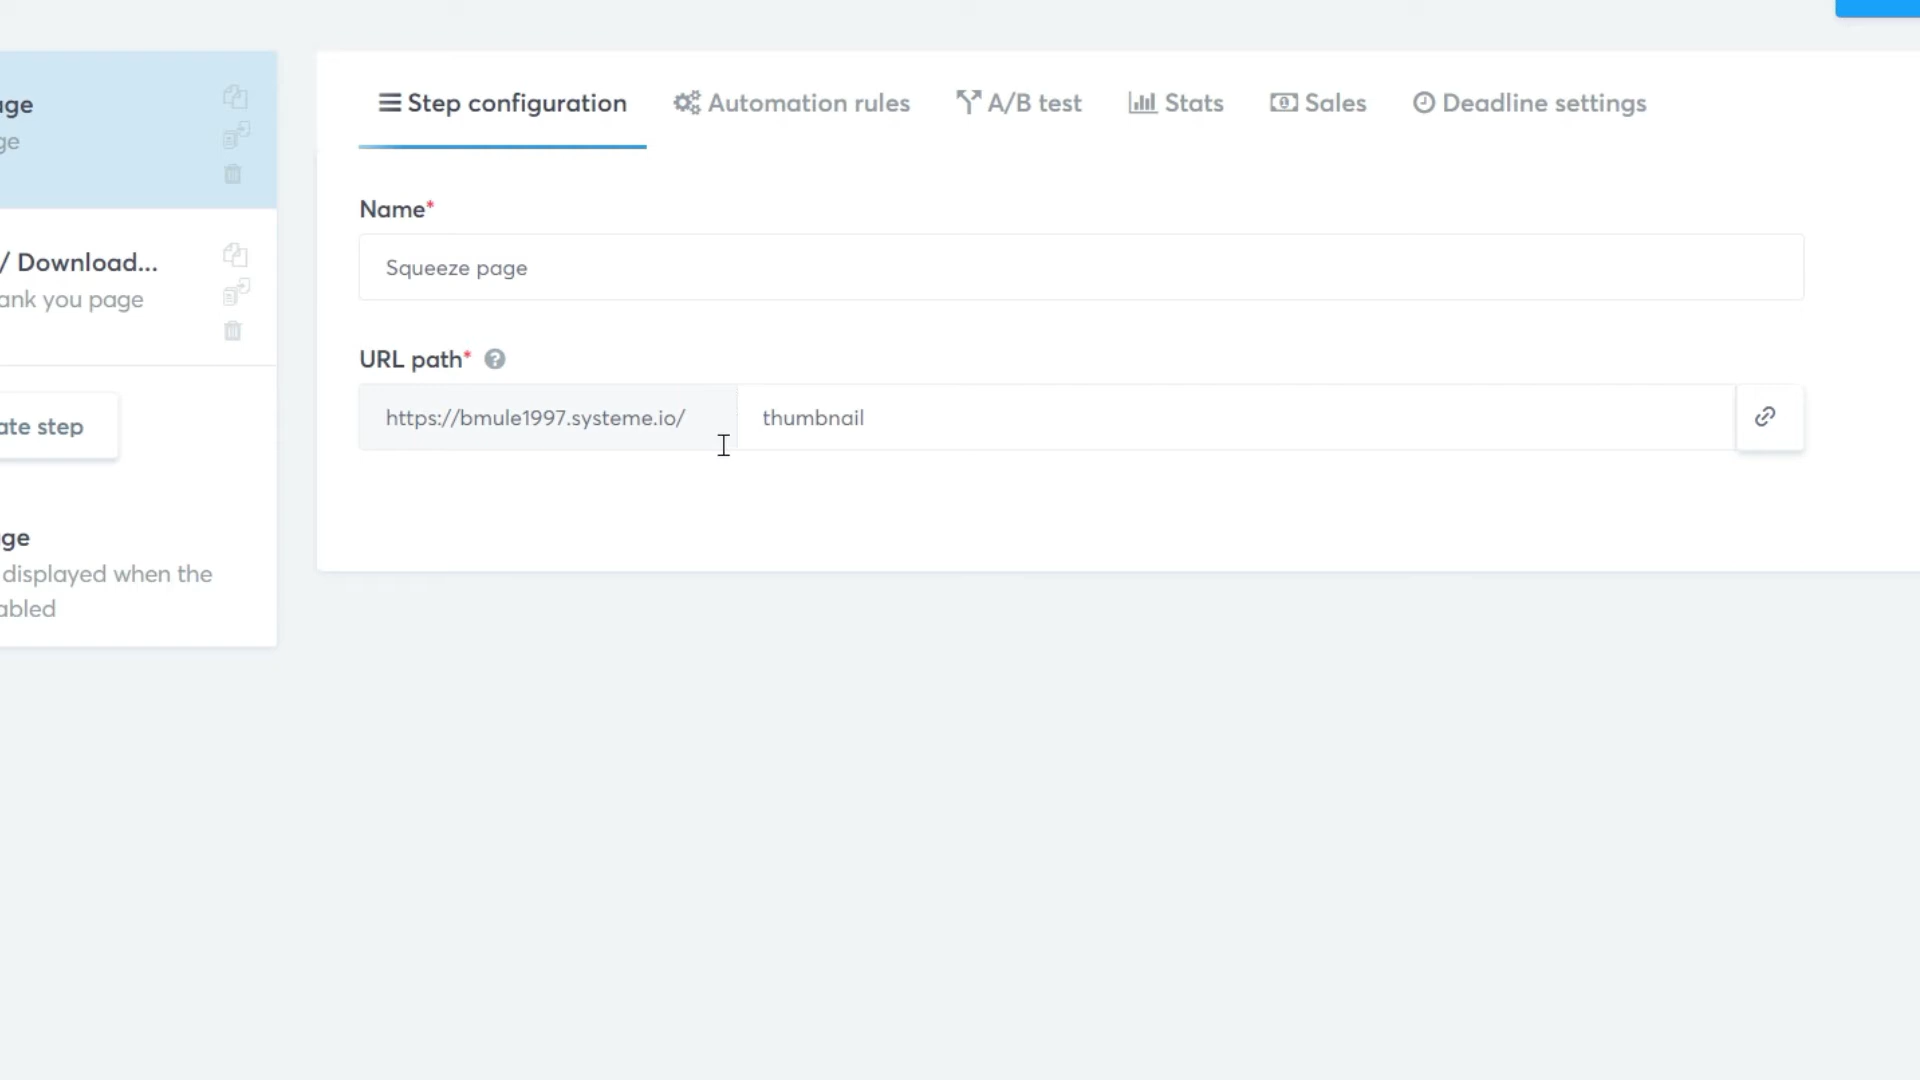 age
ge
/ Download...
ank you page
ate step
ge
displayed when the
abled
Step configuration
Automation rules
A/B test
Stats
Sales
Deadline settings
Name*
Squeeze page
URL path* ?
https://bmule1997.systeme.io/
thumbnail